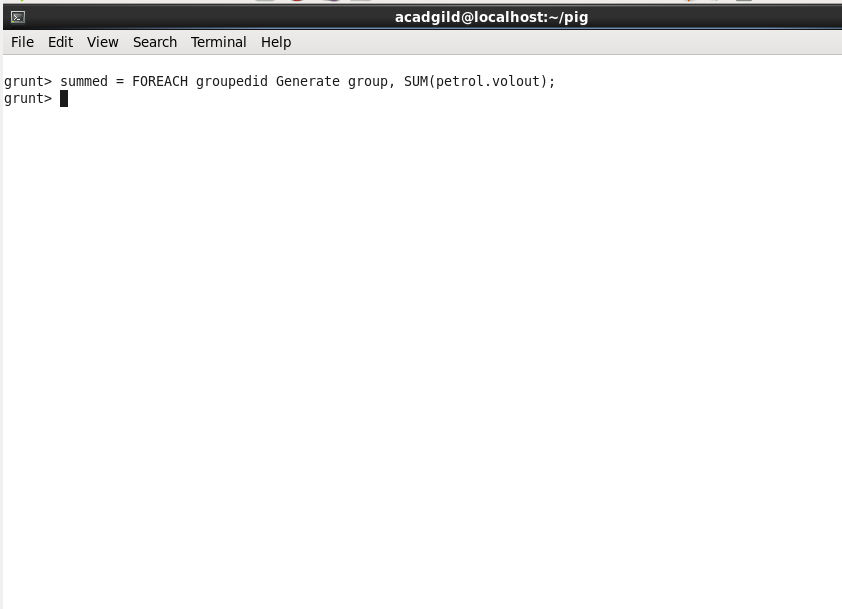 acadgild@localhost:~/pig
File Edit View Search Terminal Help
grunt> summed = FOREACH groupedid Generate group, SUM(petrol.volout);
grunt>